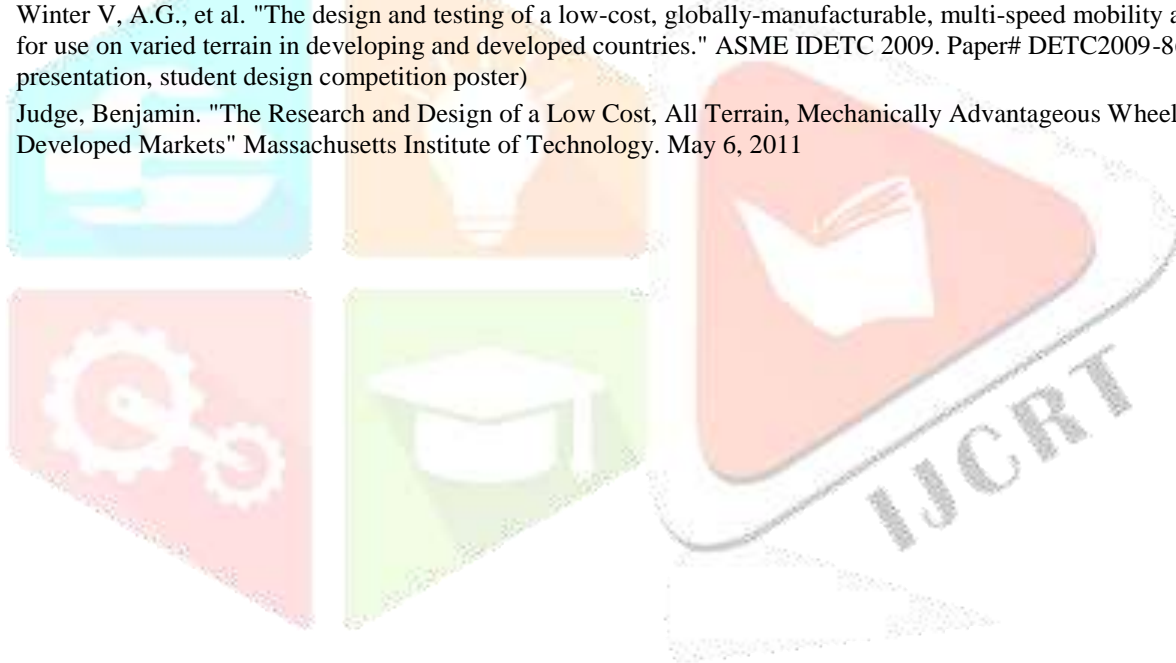 Winter V, A.G., et al. "The design and testing of a low-cost, globally-manufacturable, multi-speed mobility
for use on varied terrain in developing and developed countries." ASME IDETC 2009. Paper# DETC2009-8
presentation, student design competition poster)
Judge, Benjamin. "The Research and Design of a Low Cost, All Terrain, Mechanically Advantageous Wheel
Developed Markets" Massachusetts Institute of Technology. May 6, 2011
IJCRT